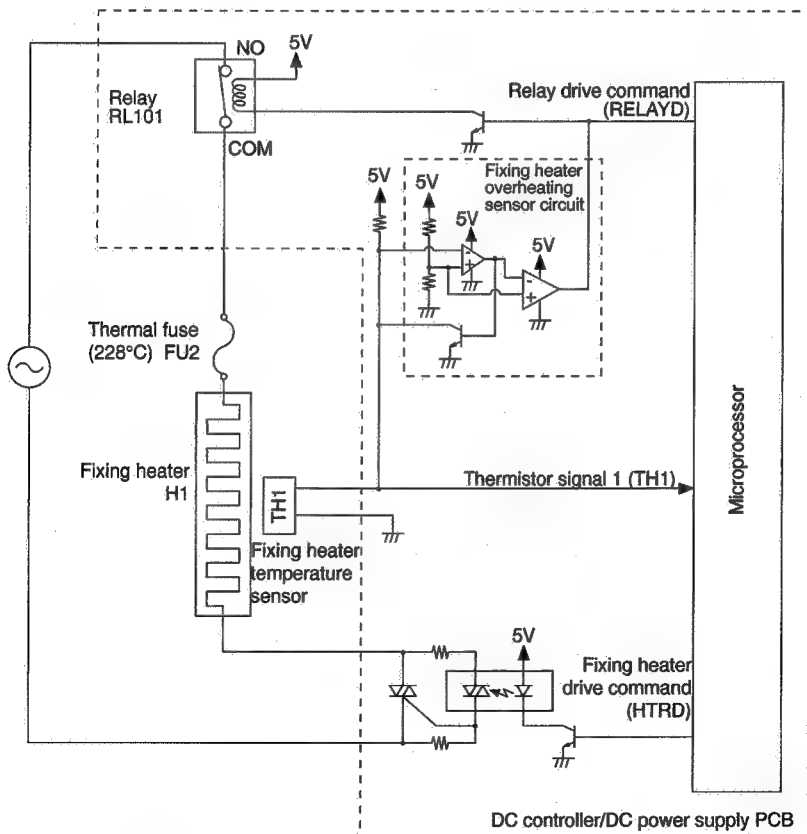 NO
5V
Relay
RL101
COM
Relay drive command
(RELAYD)
5V
5V
Fixing heater
overheating
sensor circuit
5V
5V
-
+
-
+
Thermal fuse
(228°C) FU2
Fixing heater
H1
TH1
Thermistor signal 1 (TH1)
Fixing heater
temperature
sensor
Microprocessor
5V
Fixing heater
drive command
(HTRD)
DC controller/DC power supply PCB